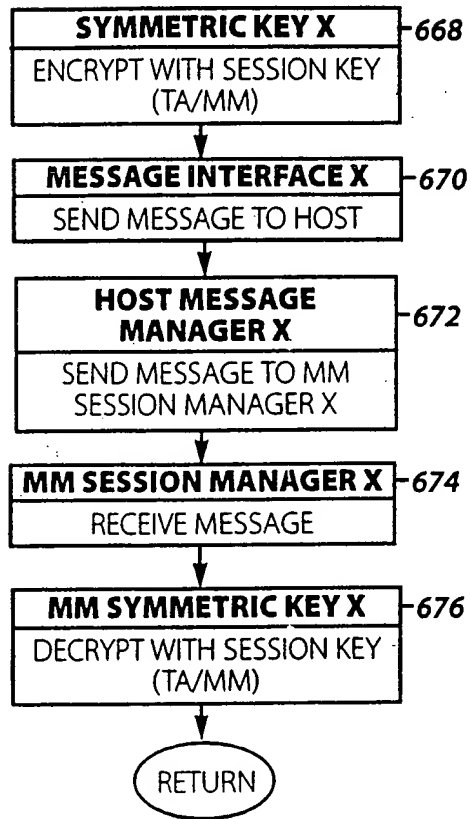 SYMMETRIC KEY X
668
ENCRYPT WITH SESSION KEY
(TA/MM)
MESSAGE INTERFACE X
670
SEND MESSAGE TO HOST
HOST MESSAGE
MANAGER X
672
SEND MESSAGE TO MM
SESSION MANAGER X
MM SESSION MANAGER X
674
RECEIVE MESSAGE
MM SYMMETRIC KEY X
676
DECRYPT WITH SESSION KEY
(TA/MM)
RETURN